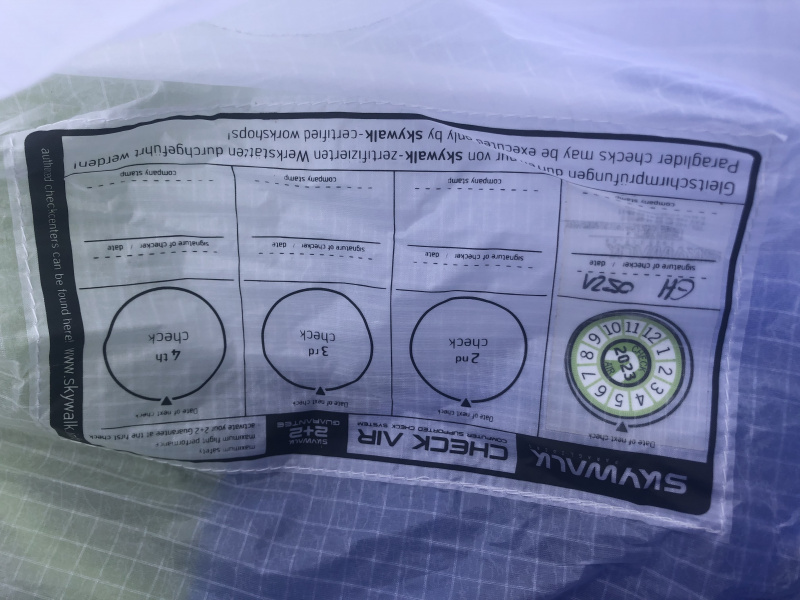 SKYWALK
CHECK AIR
COMPUTER SUPPORTED CHECK SYSTEM
SKYWALK
2+2
GUARANTEE
maximum safety
maximum flight performance
activate your 2+2 Guarantee at the first check
Date of next check
CHECK
2023
AIR
1 2 3 4 5 6 7 8 9 10 11 12
signature of checker / date
company stamp
Date of next check
2nd
check
signature of checker / date
company stamp
Date of next check
3rd
check
signature of checker / date
company stamp
Date of next check
4th
check
signature of checker / date
company stamp
Gleitschirmprüfungen nur von skywalk-zertifizierten Werkstätten durchgeführt werden!
Paraglider checks may be executed only by skywalk-certified workshops!
checkcenters can be found here: www.skywalk